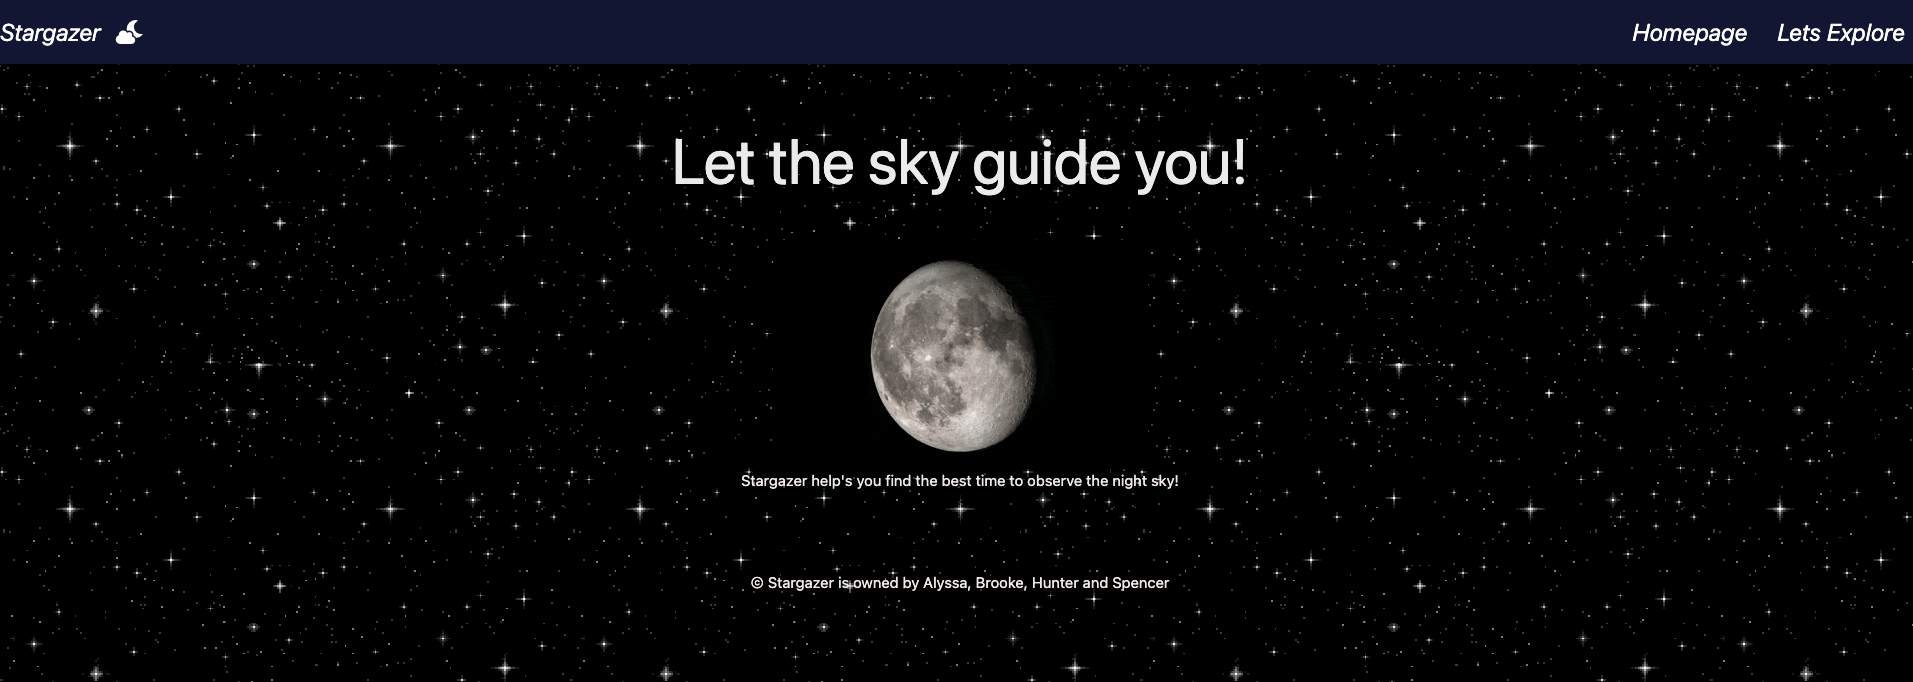 Stargazer
Homepage Lets Explore
Let the sky guide you!
Stargazer help's you find the best time to observe the night sky!
© Stargazer is owned by Alyssa, Brooke, Hunter and Spencer